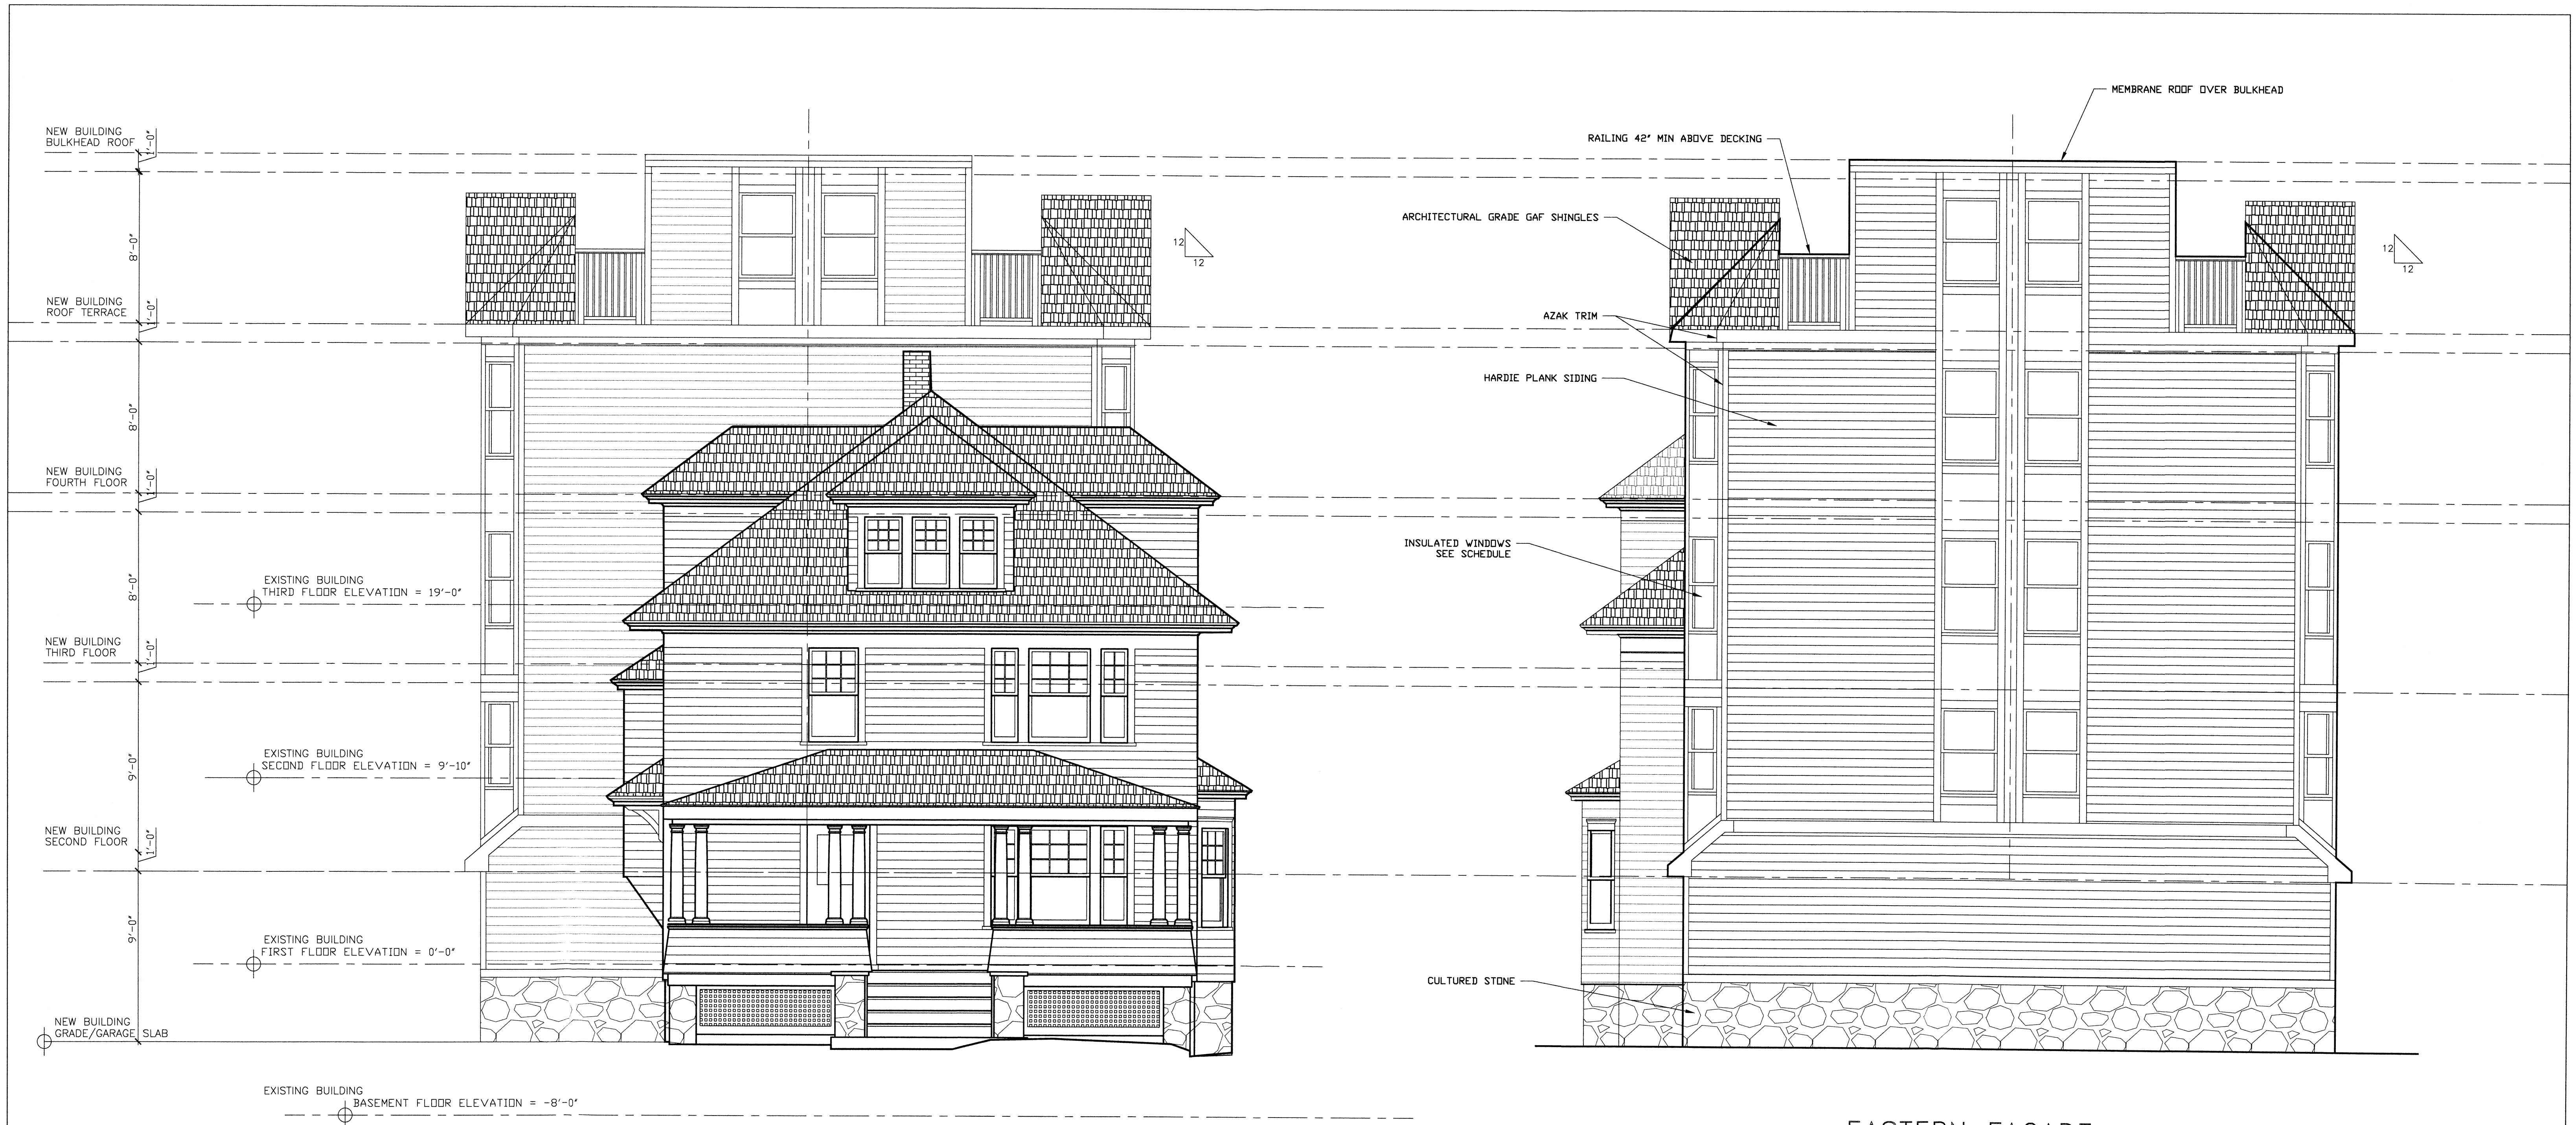 NEW BUILDING
BULKHEAD ROOF
1'-0"
8'-0"
NEW BUILDING
ROOF TERRACE
1'-0"
8'-0"
NEW BUILDING
FOURTH FLOOR
1'-0"
8'-0"
EXISTING BUILDING
THIRD FLOOR ELEVATION = 19'-0"
NEW BUILDING
THIRD FLOOR
1'-0"
9'-0"
EXISTING BUILDING
SECOND FLOOR ELEVATION = 9'-10"
NEW BUILDING
SECOND FLOOR
1'-0"
9'-0"
EXISTING BUILDING
FIRST FLOOR ELEVATION = 0'-0"
NEW BUILDING
GRADE/GARAGE SLAB
EXISTING BUILDING
BASEMENT FLOOR ELEVATION = -8'-0"
12
12
MEMBRANE ROOF OVER BULKHEAD
RAILING 42" MIN ABOVE DECKING
ARCHITECTURAL GRADE GAF SHINGLES
12
12
AZAK TRIM
HARDIE PLANK SIDING
INSULATED WINDOWS
SEE SCHEDULE
CULTURED STONE
EASTERN FACADE